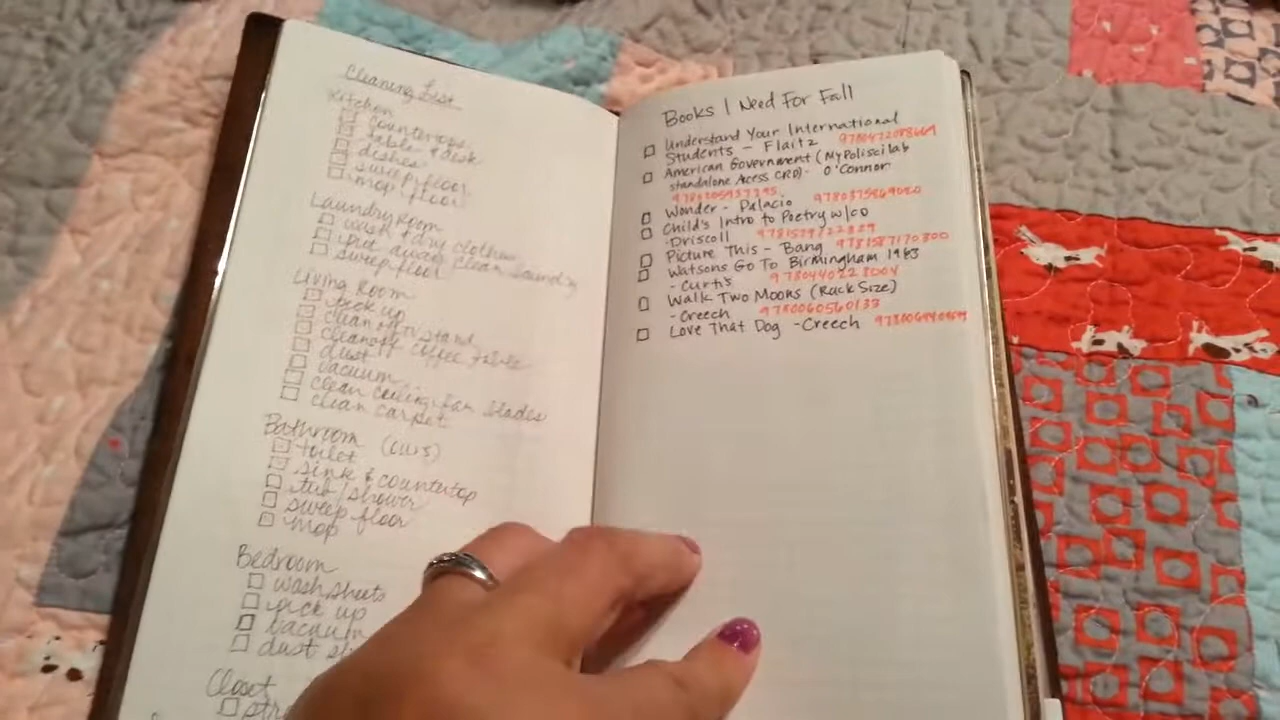 Cleaning List
Kitchen
countertops
table & desk
dishes
sweep floor
mop floor
Laundry Room
wash & dry clothes
put away clean laundry
sweep floor
Living Room
pick up
clean off tv stand
clean off coffee table
dust
vacuum
clean ceiling fan blades
clean carpet
Bathroom (ours)
toilet
sink & countertop
tub/shower
sweep floor
mop
Bedroom
wash sheets
pick up
vacuum
dust
Closet
Books I Need For Fall
Understand Your International
Students - Flaitz
American Government (MyPoliscilab
standalone Access CRD) - O'Connor
Wonder - Palacio
Child's Intro to Poetry w/CD
-Driscoll
Picture This - Bang 9781587170300
Watsons Go To Birmingham 1963
- Curtis 9780440228004
Walk Two Moons (Rack Size)
- Creech 9780060560133
Love That Dog - Creech